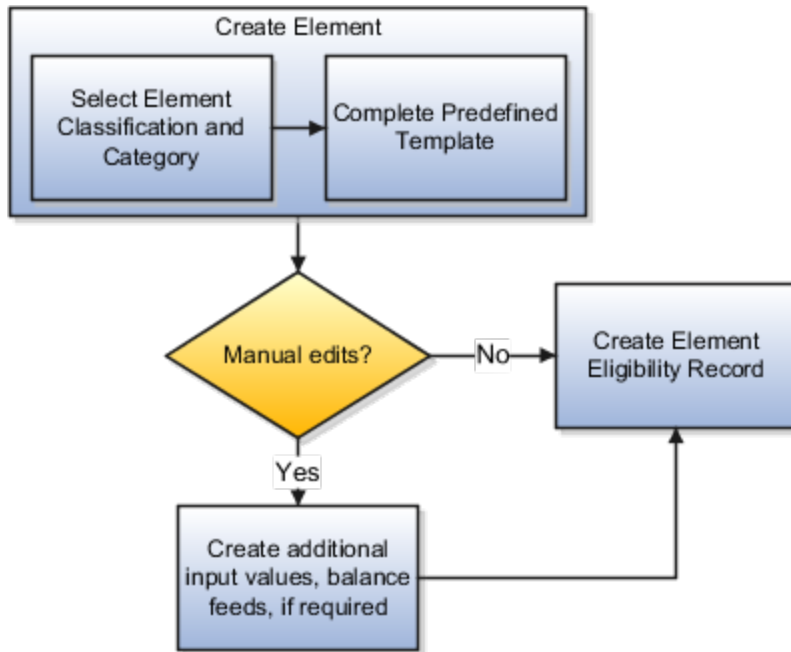 Create Element
Select Element
Classification and
Category
Complete Predefined
Template
Manual edits?
No
Create Element
Eligibility Record
Yes
Create additional
input values, balance
feeds, if required